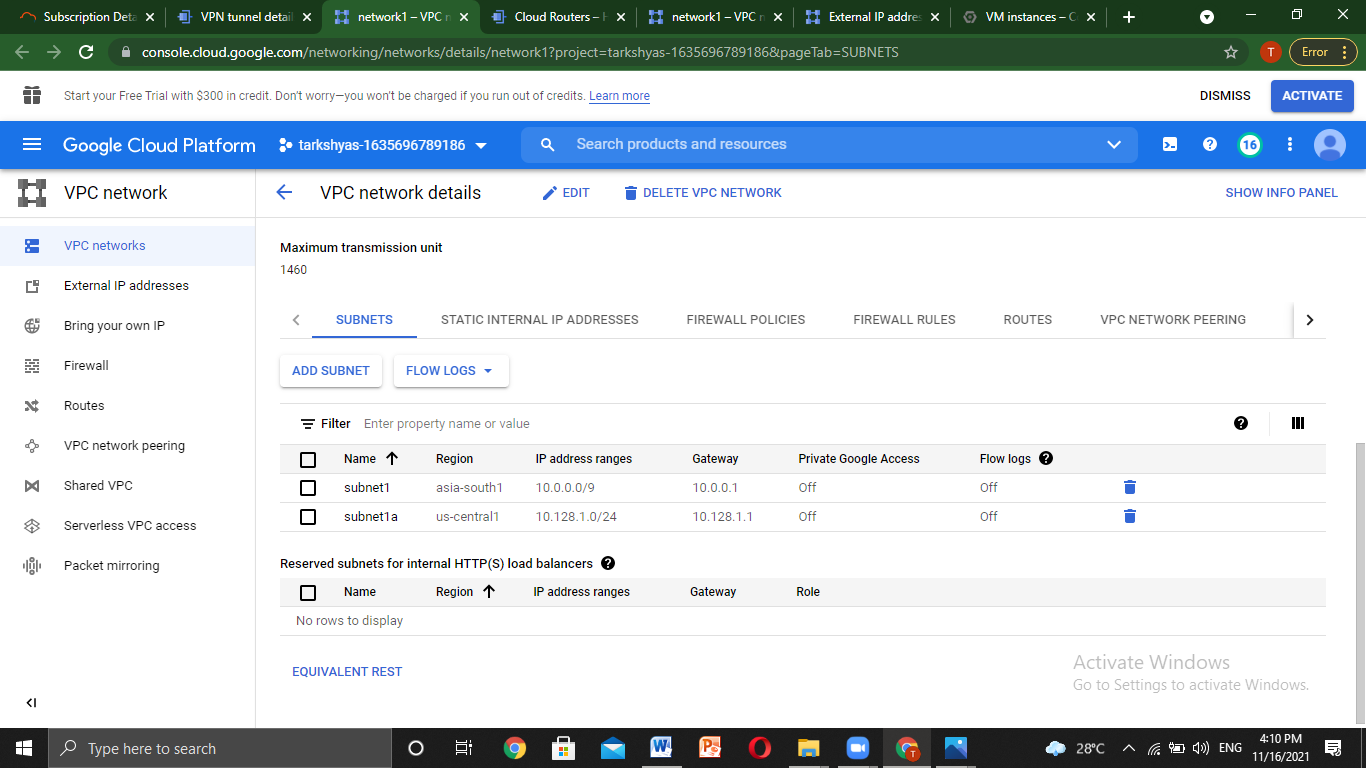 Subscription Deta
VPN tunnel detail
network1 – VPC n
Cloud Routers – H
network1 – VPC n
External IP addres
VM instances – C
console.cloud.google.com/networking/networks/details/network1?project=tarkshyas-1635696789186&pageTab=SUBNETS
T
Error
Start your Free Trial with $300 in credit. Don't worry—you won't be charged if you run out of credits. Learn more
DISMISS
ACTIVATE
Google Cloud Platform
tarkshyas-1635696789186
Search products and resources
16
VPC network
VPC network details
EDIT
DELETE VPC NETWORK
SHOW INFO PANEL
VPC networks
External IP addresses
Bring your own IP
Firewall
Routes
VPC network peering
Shared VPC
Serverless VPC access
Packet mirroring
Maximum transmission unit
1460
SUBNETS STATIC INTERNAL IP ADDRESSES FIREWALL POLICIES FIREWALL RULES ROUTES VPC NETWORK PEERING
ADD SUBNET FLOW LOGS
Filter Enter property name or value
Name Region IP address ranges Gateway Private Google Access Flow logs
subnet1 asia-south1 10.0.0.0/9 10.0.0.1 Off Off
subnet1a us-central1 10.128.1.0/24 10.128.1.1 Off Off
Reserved subnets for internal HTTP(S) load balancers
Name Region IP address ranges Gateway Role
No rows to display
EQUIVALENT REST
Activate Windows
Go to Settings to activate Windows.
Type here to search
28°C
ENG
4:10 PM
11/16/2021